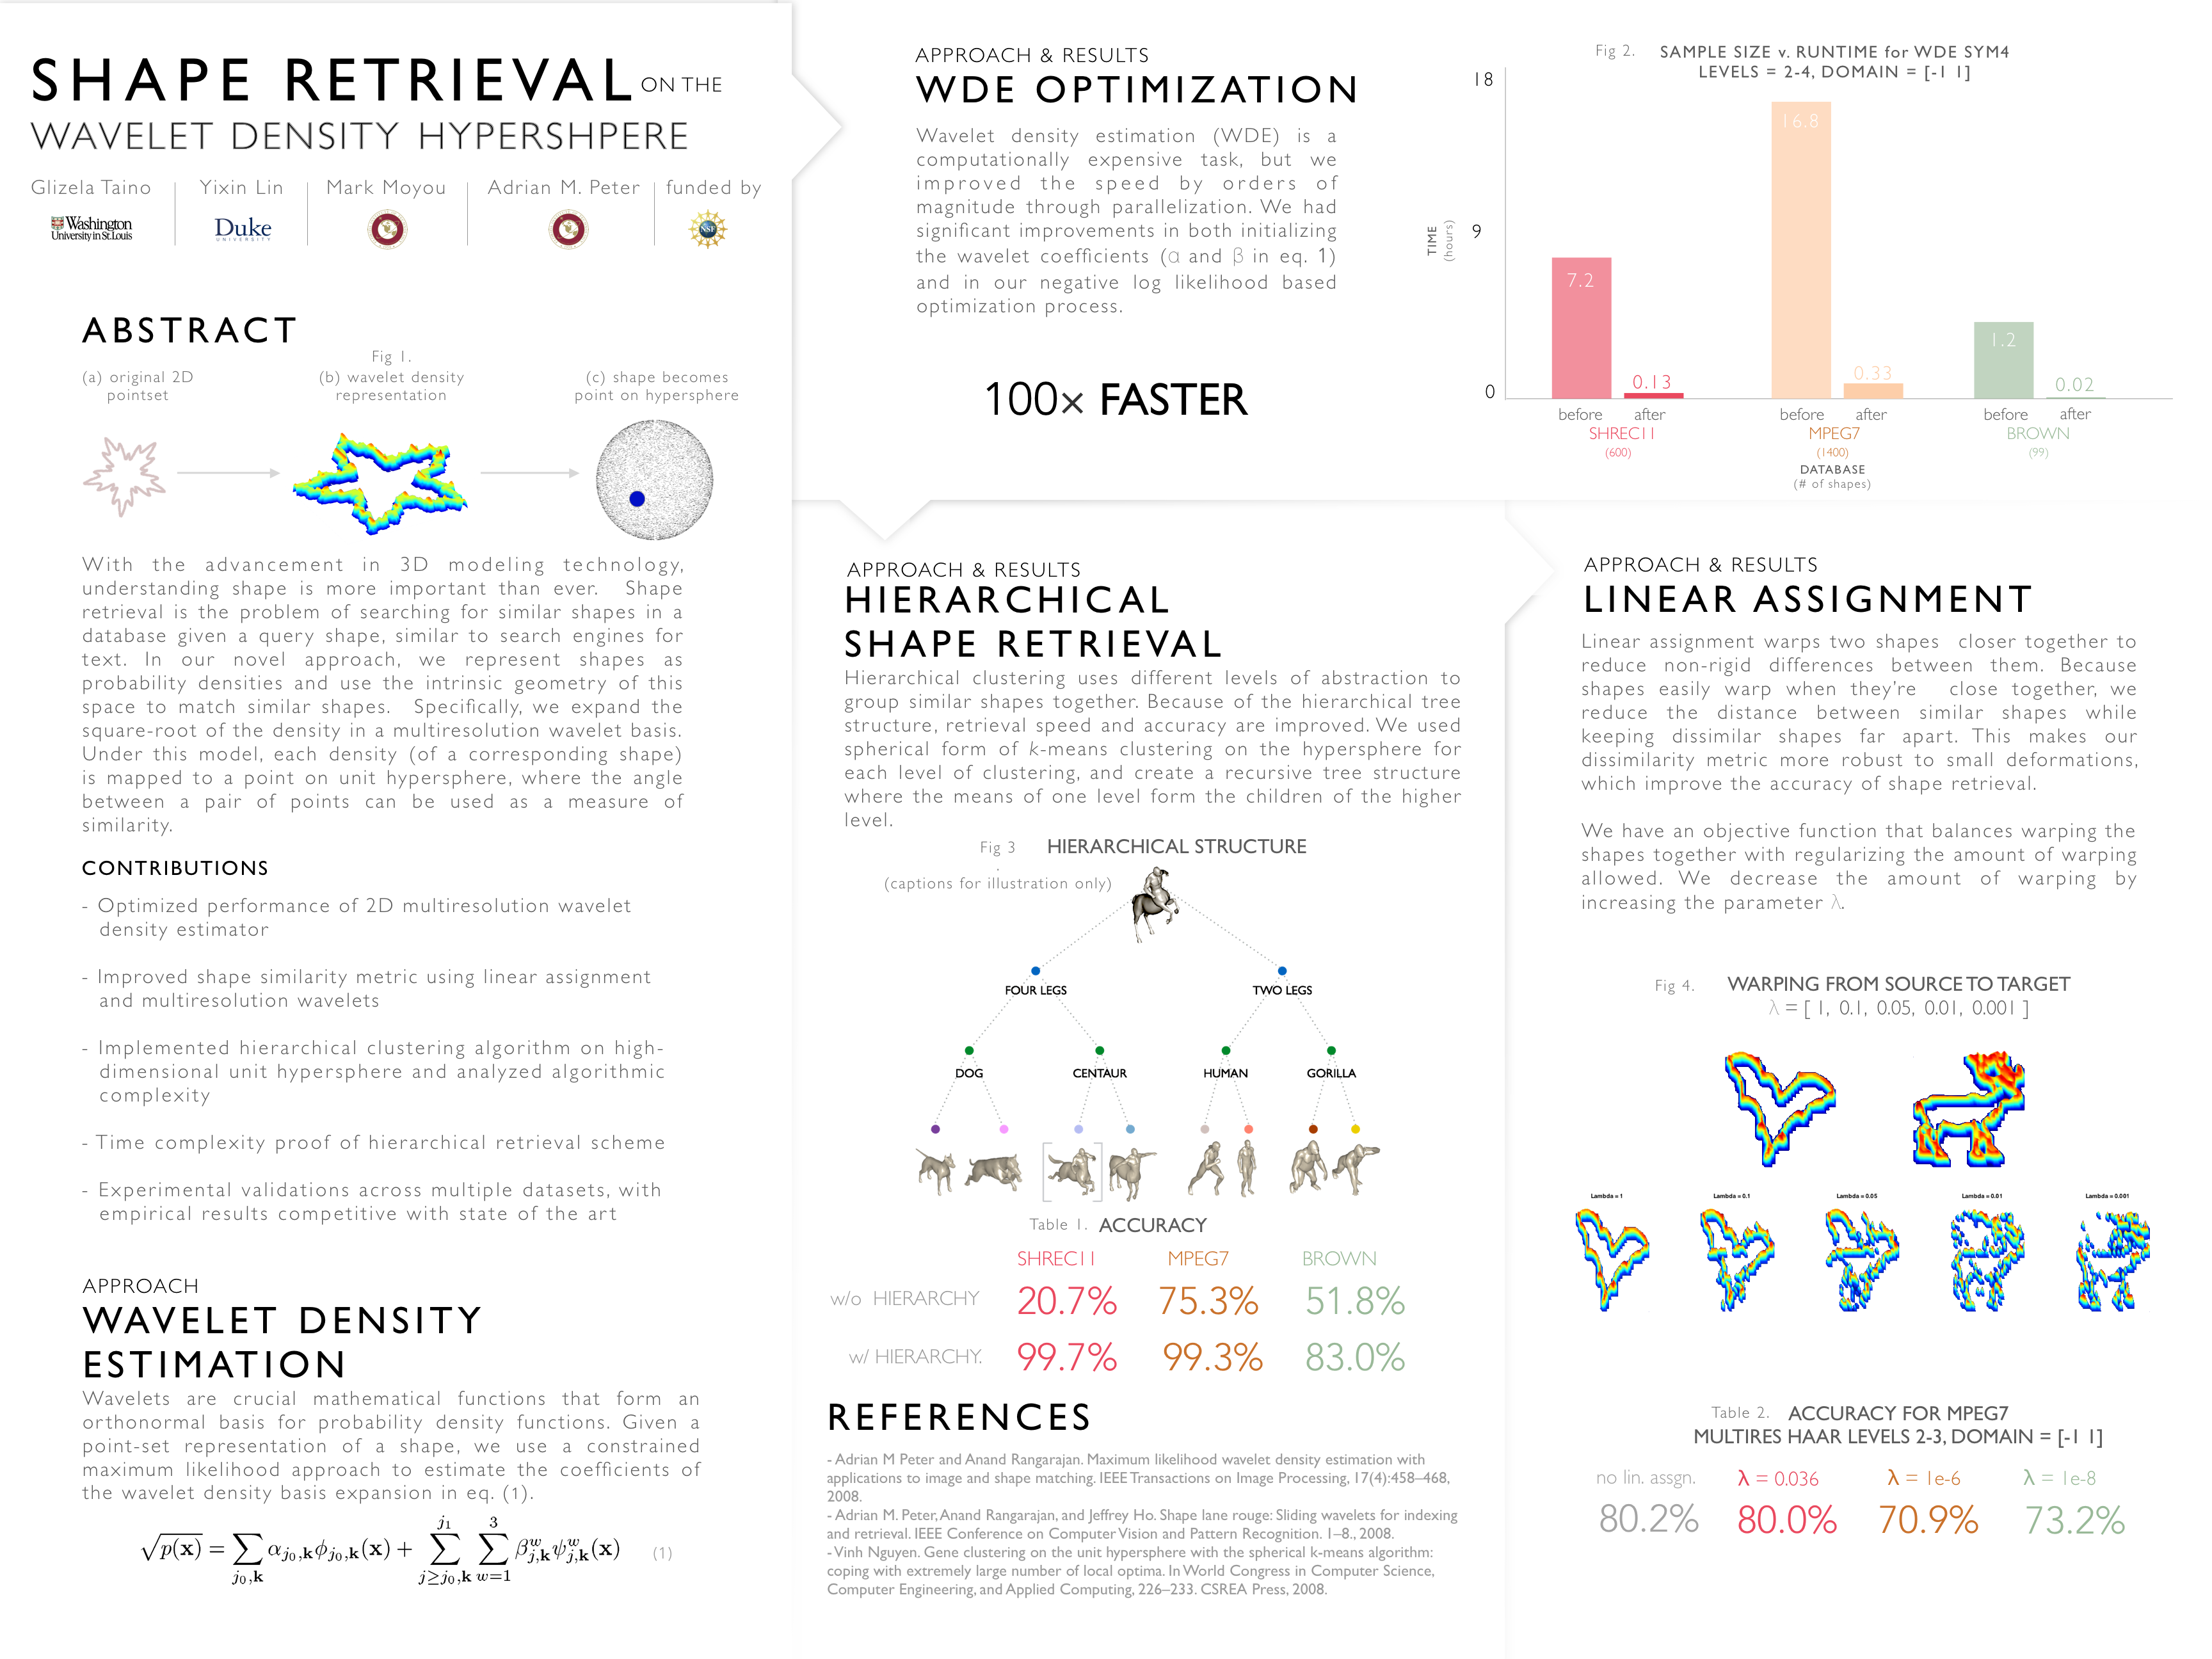 SHAPE RETRIEVAL ON THE
WAVELET DENSITY HYPERSHPERE
Glizela Taino
Yixin Lin
Mark Moyou
Adrian M. Peter
funded by
Washington
University in St. Louis
Duke
UNIVERSITY
NSF
ABSTRACT
Fig 1.
(a) original 2D
pointset
(b) wavelet density
representation
(c) shape becomes
point on hypersphere
With the advancement in 3D modeling technology,
understanding shape is more important than ever. Shape
retrieval is the problem of searching for similar shapes in a
database given a query shape, similar to search engines for
text. In our novel approach, we represent shapes as
probability densities and use the intrinsic geometry of this
space to match similar shapes. Specifically, we expand the
square-root of the density in a multiresolution wavelet basis.
Under this model, each density (of a corresponding shape)
is mapped to a point on unit hypersphere, where the angle
between a pair of points can be used as a measure of
similarity.
CONTRIBUTIONS
- Optimized performance of 2D multiresolution wavelet
density estimator
- Improved shape similarity metric using linear assignment
and multiresolution wavelets
- Implemented hierarchical clustering algorithm on high-
dimensional unit hypersphere and analyzed algorithmic
complexity
- Time complexity proof of hierarchical retrieval scheme
- Experimental validations across multiple datasets, with
empirical results competitive with state of the art
APPROACH
WAVELET DENSITY
ESTIMATION
Wavelets are crucial mathematical functions that form an
orthonormal basis for probability density functions. Given a
point-set representation of a shape, we use a constrained
maximum likelihood approach to estimate the coefficients of
the wavelet density basis expansion in eq. (1).
√p(x) = ∑ j₀,k α j₀,k ϕ j₀,k (x) + ∑ j≥j₀,k j₁ ∑ w=1 3 β w j,k ψ w j,k (x) (1)
APPROACH & RESULTS
WDE OPTIMIZATION
Wavelet density estimation (WDE) is a
computationally expensive task, but we
improved the speed by orders of
magnitude through parallelization. We had
significant improvements in both initializing
the wavelet coefficients (α and β in eq. 1)
and in our negative log likelihood based
optimization process.
100× FASTER
Fig 2. SAMPLE SIZE v. RUNTIME for WDE SYM4
LEVELS = 2-4, DOMAIN = [-1 1]
18
9
0
TIME
(hours)
7.2
0.13
16.8
0.33
1.2
0.02
before after
before after
before after
SHREC11
MPEG7
BROWN
(600)
(1400)
(99)
DATABASE
(# of shapes)
APPROACH & RESULTS
HIERARCHICAL
SHAPE RETRIEVAL
Hierarchical clustering uses different levels of abstraction to
group similar shapes together. Because of the hierarchical tree
structure, retrieval speed and accuracy are improved. We used
spherical form of k-means clustering on the hypersphere for
each level of clustering, and create a recursive tree structure
where the means of one level form the children of the higher
level.
Fig 3 HIERARCHICAL STRUCTURE
.
(captions for illustration only)
FOUR LEGS
TWO LEGS
DOG
CENTAUR
HUMAN
GORILLA
Table 1. ACCURACY
SHREC11 MPEG7 BROWN
w/o HIERARCHY 20.7% 75.3% 51.8%
w/ HIERARCHY. 99.7% 99.3% 83.0%
REFERENCES
- Adrian M Peter and Anand Rangarajan. Maximum likelihood wavelet density estimation with
applications to image and shape matching. IEEE Transactions on Image Processing, 17(4):458–468,
2008.
- Adrian M. Peter, Anand Rangarajan, and Jeffrey Ho. Shape lane rouge: Sliding wavelets for indexing
and retrieval. IEEE Conference on Computer Vision and Pattern Recognition. 1–8., 2008.
- Vinh Nguyen. Gene clustering on the unit hypersphere with the spherical k-means algorithm:
coping with extremely large number of local optima. In World Congress in Computer Science,
Computer Engineering, and Applied Computing, 226–233. CSREA Press, 2008.
APPROACH & RESULTS
LINEAR ASSIGNMENT
Linear assignment warps two shapes closer together to
reduce non-rigid differences between them. Because
shapes easily warp when they're close together, we
reduce the distance between similar shapes while
keeping dissimilar shapes far apart. This makes our
dissimilarity metric more robust to small deformations,
which improve the accuracy of shape retrieval.
We have an objective function that balances warping the
shapes together with regularizing the amount of warping
allowed. We decrease the amount of warping by
increasing the parameter λ.
Fig 4. WARPING FROM SOURCE TO TARGET
λ = [ 1, 0.1, 0.05, 0.01, 0.001 ]
Lambda = 1
Lambda = 0.1
Lambda = 0.05
Lambda = 0.01
Lambda = 0.001
Table 2. ACCURACY FOR MPEG7
MULTIRES HAAR LEVELS 2-3, DOMAIN = [-1 1]
no lin. assgn. λ = 0.036 λ = 1e-6 λ = 1e-8
80.2% 80.0% 70.9% 73.2%